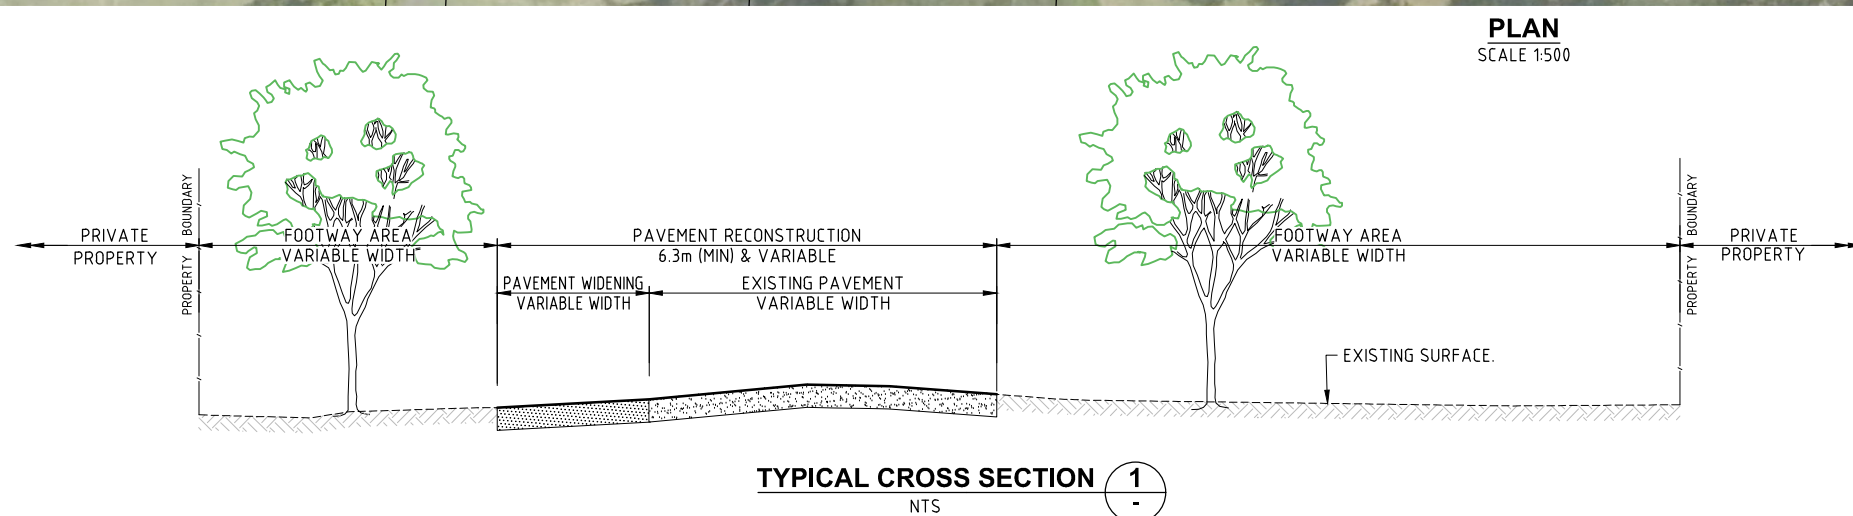 PLAN
SCALE 1:500
PRIVATE
PROPERTY
PROPERTY BOUNDARY
FOOTWAY AREA
VARIABLE WIDTH
PAVEMENT RECONSTRUCTION
6.3m (MIN) & VARIABLE
PAVEMENT WIDENING
VARIABLE WIDTH
EXISTING PAVEMENT
VARIABLE WIDTH
FOOTWAY AREA
VARIABLE WIDTH
PROPERTY BOUNDARY
PRIVATE
PROPERTY
EXISTING SURFACE.
TYPICAL CROSS SECTION 1
NTS -